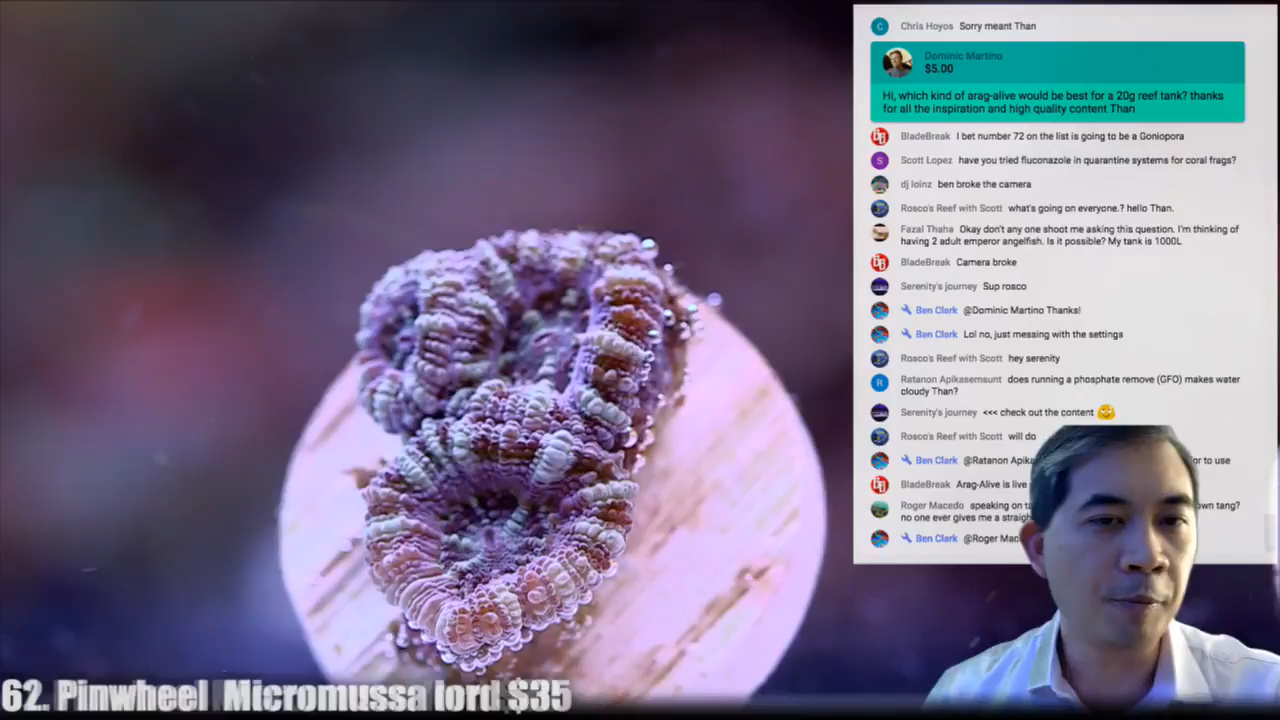 Chris Hoyos Sorry meant Than
Dominic Martino
$5.00
Hi, which kind of arag-alive would be best for a 20g reef tank? thanks
for all the inspiration and high quality content Than
BladeBreak I bet number 72 on the list is going to be a Goniopora
Scott Lopez have you tried fluconazole in quarantine systems for coral frags?
dj loinz ben broke the camera
Rosco's Reef with Scott what's going on everyone.? hello Than.
Fazal Thaha Okay don't any one shoot me asking this question. I'm thinking of
having 2 adult emperor angelfish. Is it possible? My tank is 1000L
BladeBreak Camera broke
Serenity's journey Sup rosco
Ben Clark @Dominic Martino Thanks!
Ben Clark Lol no, just messing with the settings
Rosco's Reef with Scott hey serenity
Ratanon Apikasemsunt does running a phosphate remove (GFO) makes water
cloudy Than?
Serenity's journey <<< check out the content
Rosco's Reef with Scott will do
Ben Clark @Ratanon Apika to use
BladeBreak Arag-Alive is live
Roger Macedo speaking on tang?
no one ever gives me a straigh
Ben Clark @Roger Mac
62. Pinwheel Micromussa lord $35